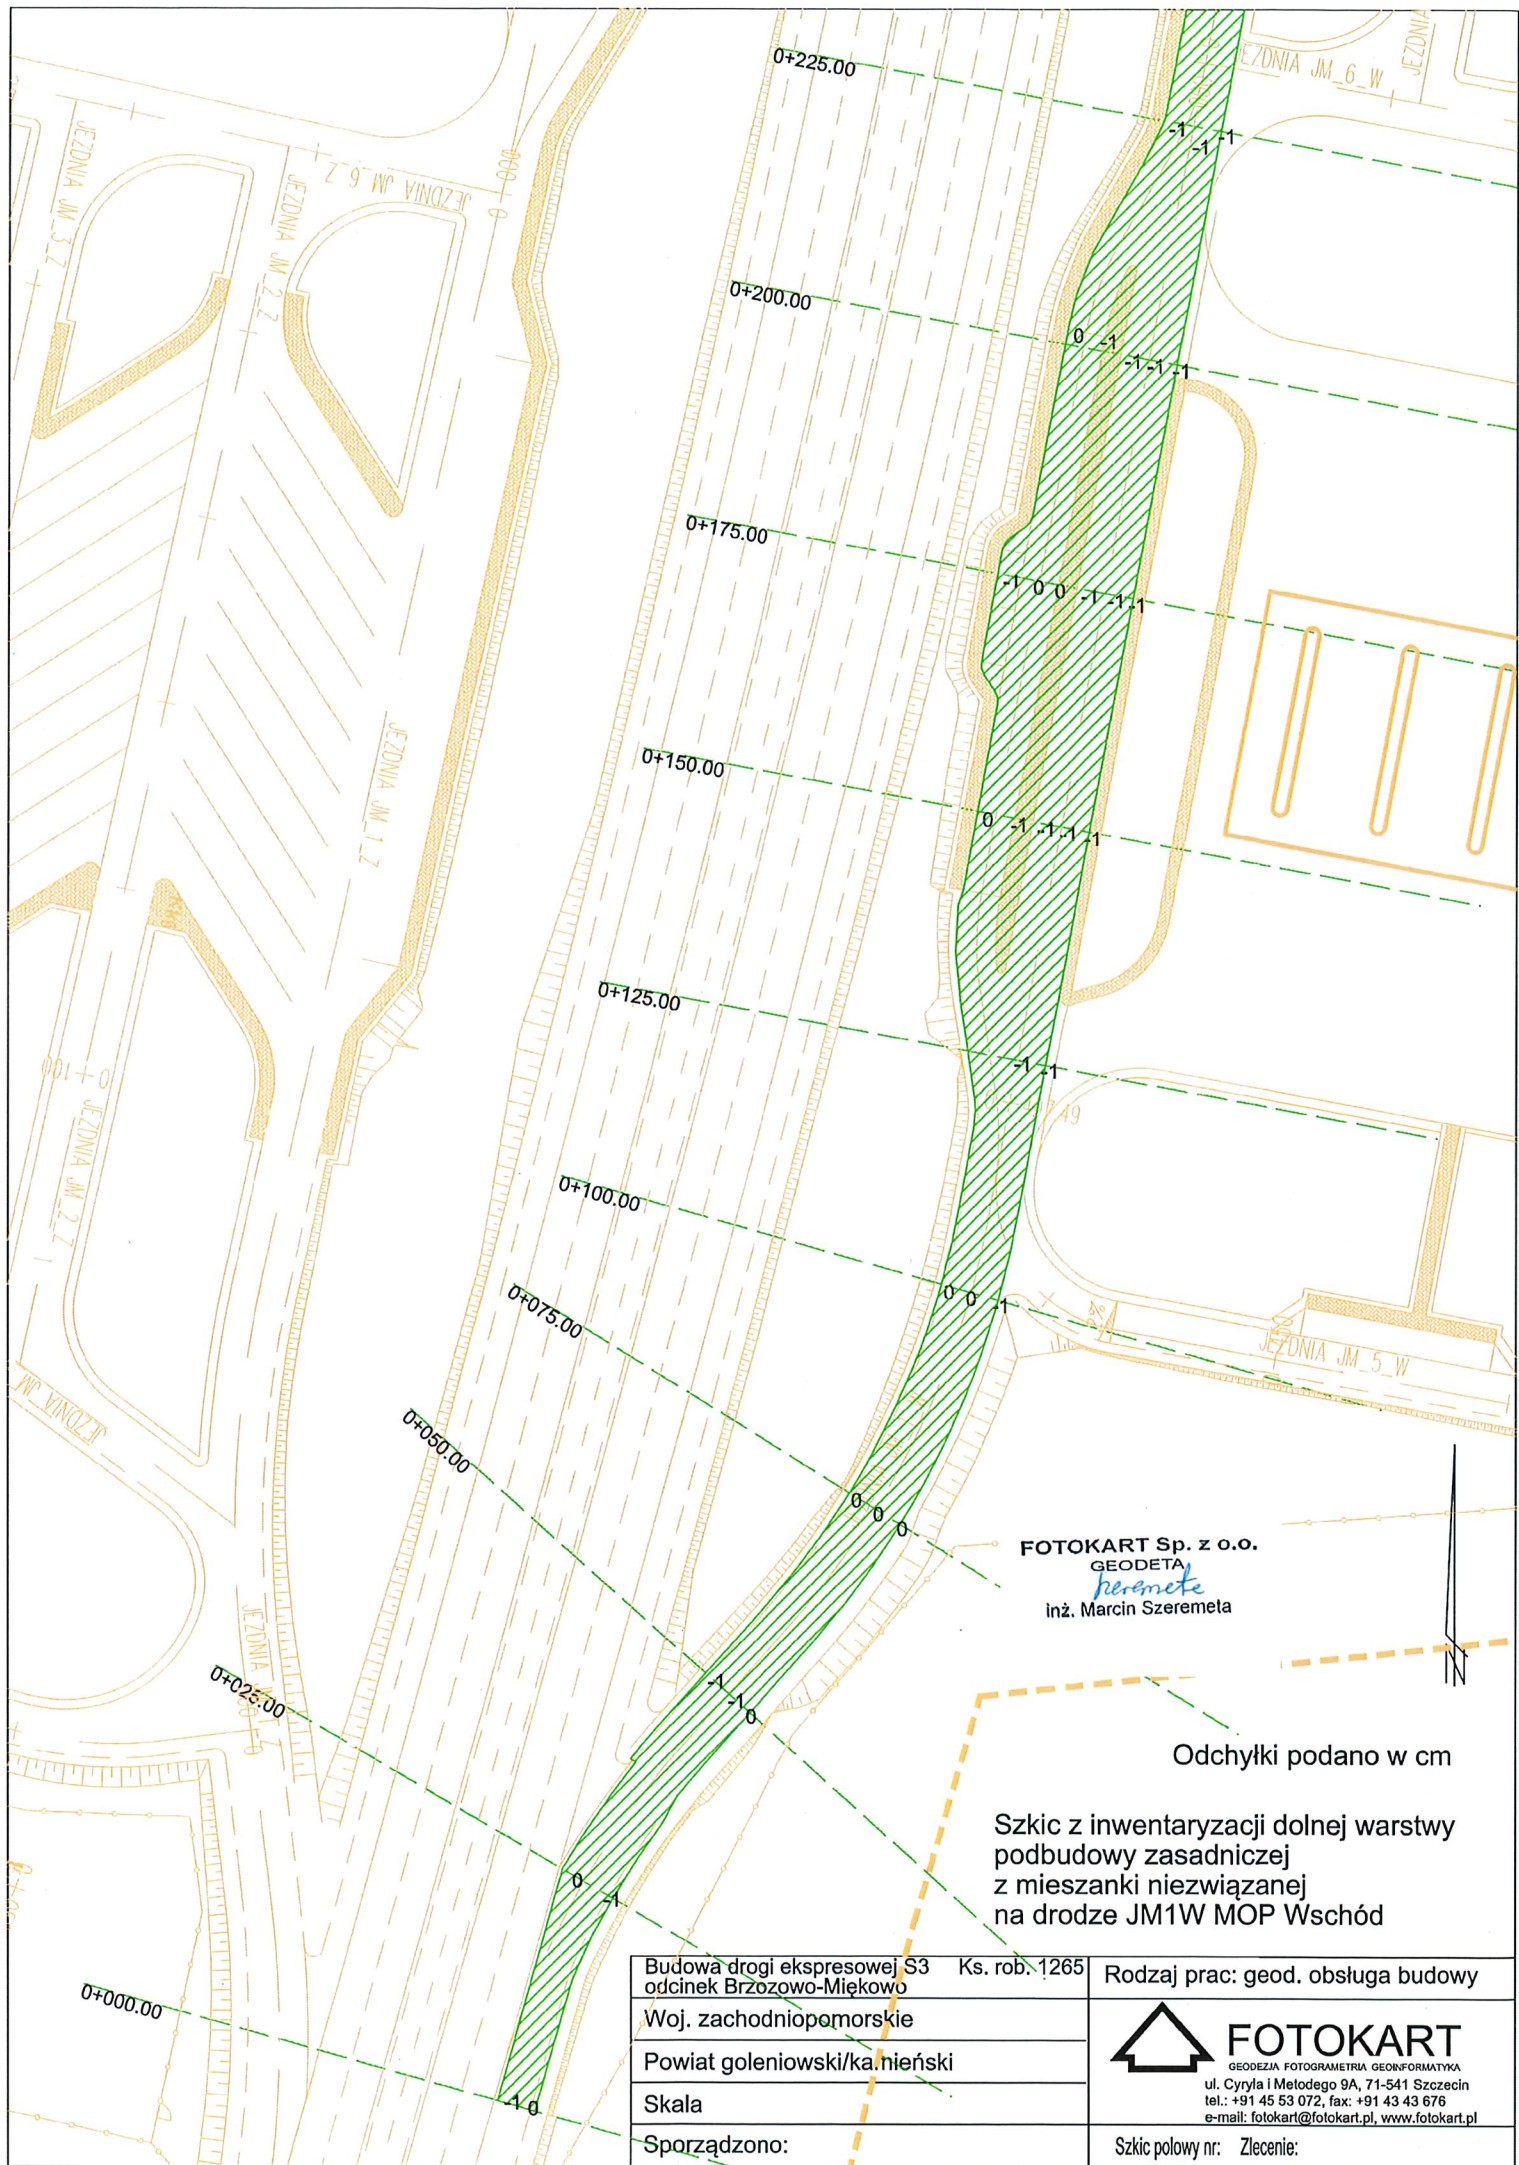 0+225.00
JEZDNIA JM_6_W
JEZDNIA
-1 -1 -1
JEZDNIA JM_3_Z
JEZDNIA JM_2_Z
JEZDNIA JM_6_Z
0+200.00
0 -1 -1 -1 -1
0+175.00
-1 0 0 -1 -1 -1
JEZDNIA JM_1_Z
0+150.00
0 -1 -1 -1 -1
0+125.00
-1 -1
0+100
JEZDNIA JM_2_Z
0+100.00
0 0 -1
JEZDNIA JM_5_W
0+075.00
JEZDNIA JM
0+050.00
0 0 0
FOTOKART Sp. z o.o.
GEODETA
inż. Marcin Szeremeta
JEZDNIA
0+025.00
-1 -1 0
N
Odchyłki podano w cm
Szkic z inwentaryzacji dolnej warstwy
podbudowy zasadniczej
z mieszanki niezwiązanej
na drodze JM1W MOP Wschód
0 -1
0+000.00
-1 0
Budowa drogi ekspresowej S3 Ks. rob. 1265
odcinek Brzozowo-Miękowo
Rodzaj prac: geod. obsługa budowy
Woj. zachodniopomorskie
Powiat goleniowski/kamieński
Skala
Sporządzono:
FOTOKART
GEODEZJA FOTOGRAMETRIA GEOINFORMATYKA
ul. Cyryla i Metodego 9A, 71-541 Szczecin
tel.: +91 45 53 072, fax: +91 43 43 676
e-mail: fotokart@fotokart.pl, www.fotokart.pl
Szkic polowy nr: Zlecenie: